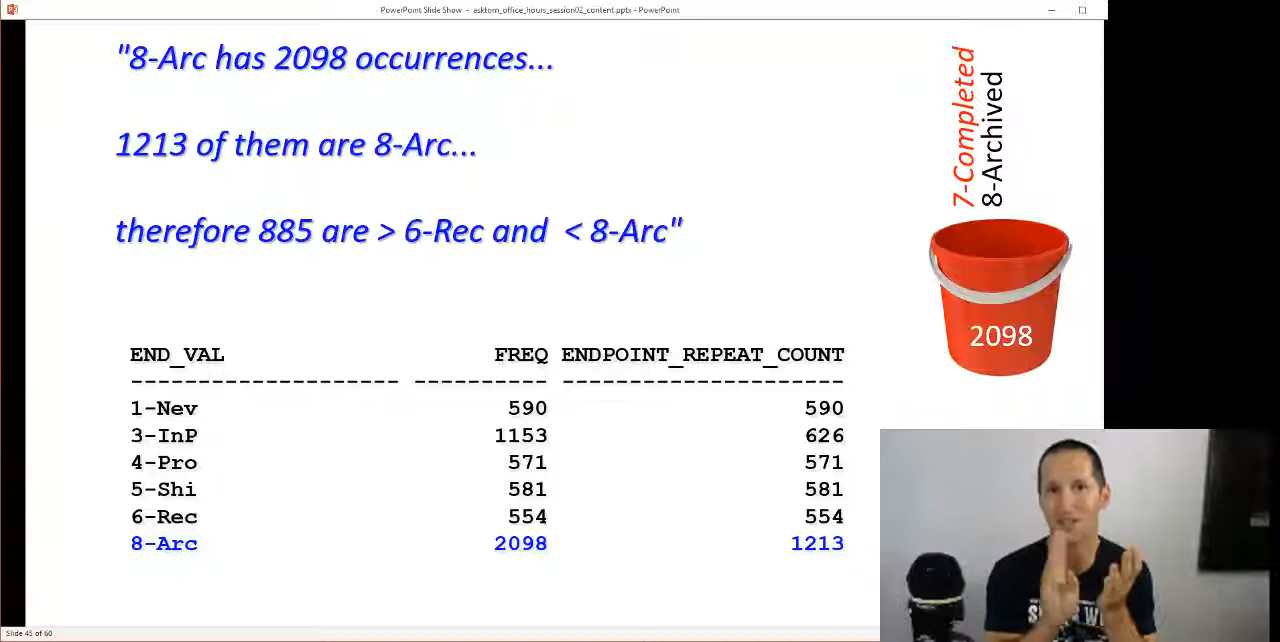 PowerPoint Slide Show - asktom_office_hours_session02_content.pptx - PowerPoint
"8-Arc has 2098 occurrences...
1213 of them are 8-Arc...
therefore 885 are > 6-Rec and < 8-Arc"
7-Completed
8-Archived
2098
END_VAL FREQ ENDPOINT_REPEAT_COUNT
-------------------- ---------- ---------------------
1-Nev 590 590
3-InP 1153 626
4-Pro 571 571
5-Shi 581 581
6-Rec 554 554
8-Arc 2098 1213
Slide 45 of 60